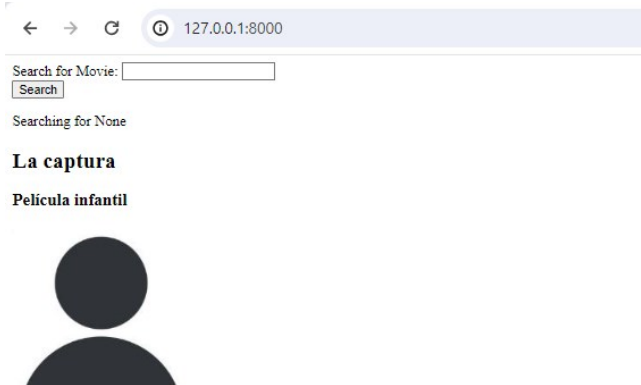 127.0.0.1:8000
Search for Movie:
Search
Searching for None
La captura
Película infantil